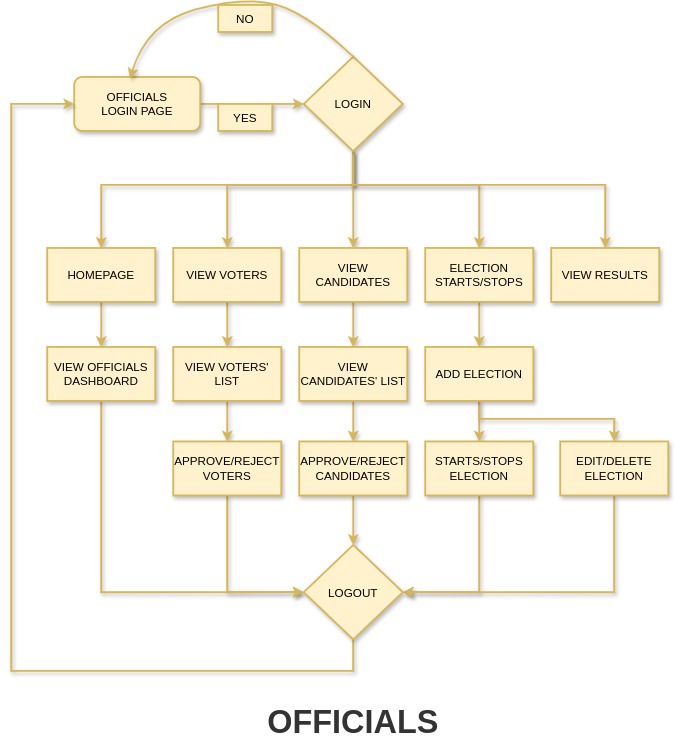 NO
OFFICIALS
LOGIN PAGE
YES
LOGIN
HOMEPAGE
VIEW VOTERS
VIEW
CANDIDATES
ELECTION
STARTS/STOPS
VIEW RESULTS
VIEW OFFICIALS
DASHBOARD
VIEW VOTERS'
LIST
VIEW
CANDIDATES' LIST
ADD ELECTION
APPROVE/REJECT
VOTERS
APPROVE/REJECT
CANDIDATES
STARTS/STOPS
ELECTION
EDIT/DELETE
ELECTION
LOGOUT
OFFICIALS